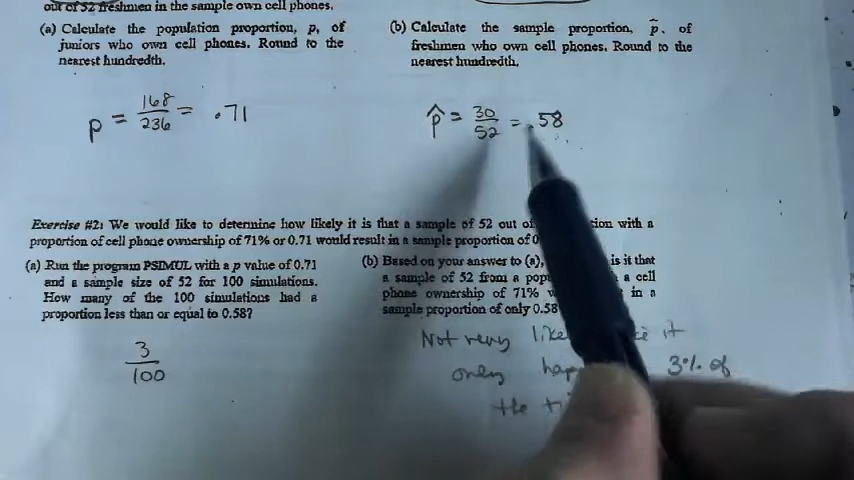 out of 52 freshmen in the sample own cell phones.
(a) Calculate the population proportion, p, of
juniors who own cell phones. Round to the
nearest hundredth.
p = 168/236 = .71
(b) Calculate the sample proportion, p̂, of
freshmen who own cell phones. Round to the
nearest hundredth.
p̂ = 30/52 = .58
Exercise #2: We would like to determine how likely it is that a sample of 52 out of tion with a
proportion of cell phone ownership of 71% or 0.71 would result in a sample proportion of 0
(a) Run the program PSIMUL with a p value of 0.71
and a sample size of 52 for 100 simulations.
How many of the 100 simulations had a
proportion less than or equal to 0.58?
3/100
(b) Based on your answer to (a), is it that
a sample of 52 from a pop a cell
phone ownership of 71% w in a
sample proportion of only 0.58
Not very like it
only hap 3% of
the ti